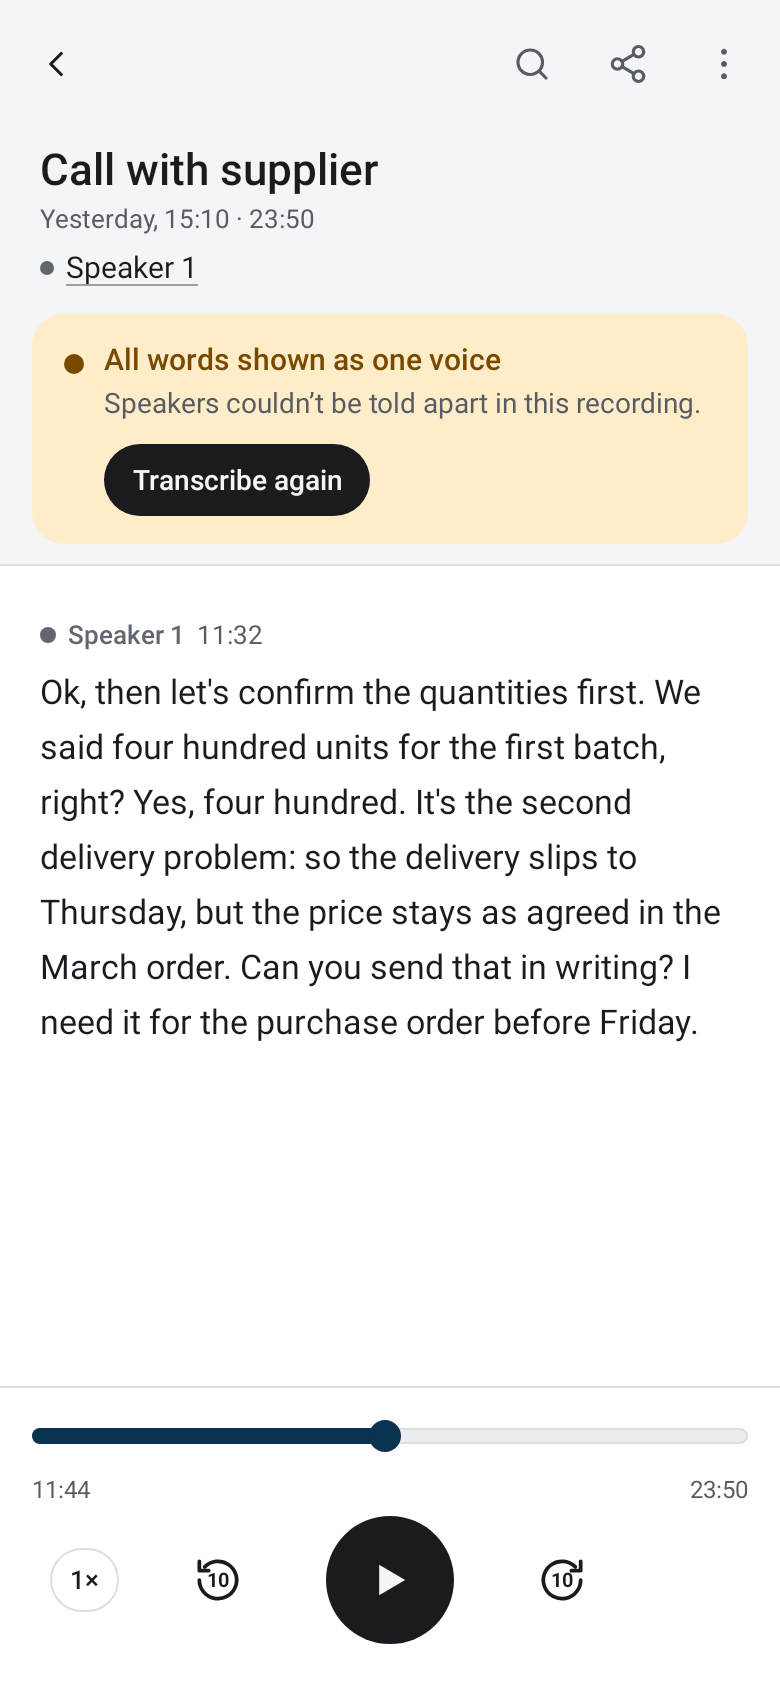 Call with supplier
Yesterday, 15:10 · 23:50
Speaker 1
All words shown as one voice
Speakers couldn’t be told apart in this recording.
Transcribe again
Speaker 1 11:32
Ok, then let's confirm the quantities first. We
said four hundred units for the first batch,
right? Yes, four hundred. It's the second
delivery problem: so the delivery slips to
Thursday, but the price stays as agreed in the
March order. Can you send that in writing? I
need it for the purchase order before Friday.
11:44 23:50
1× 10 10